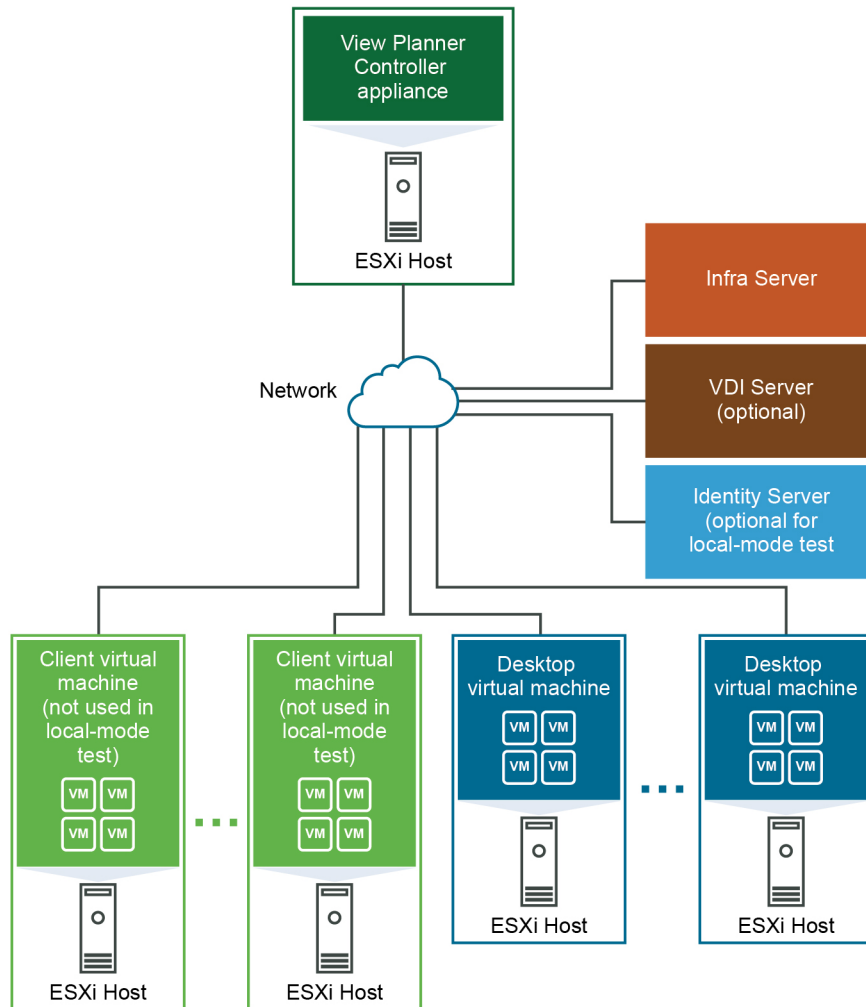 View Planner
Controller
appliance
ESXi Host
Network
Infra Server
VDI Server
(optional)
Identity Server
(optional for
local-mode test
Client virtual
machine
(not used in
local-mode
test)
VM VM
VM VM
ESXi Host
Client virtual
machine
(not used in
local-mode
test)
VM VM
VM VM
ESXi Host
Desktop
virtual machine
VM VM
VM VM
ESXi Host
Desktop
virtual machine
VM VM
VM VM
ESXi Host